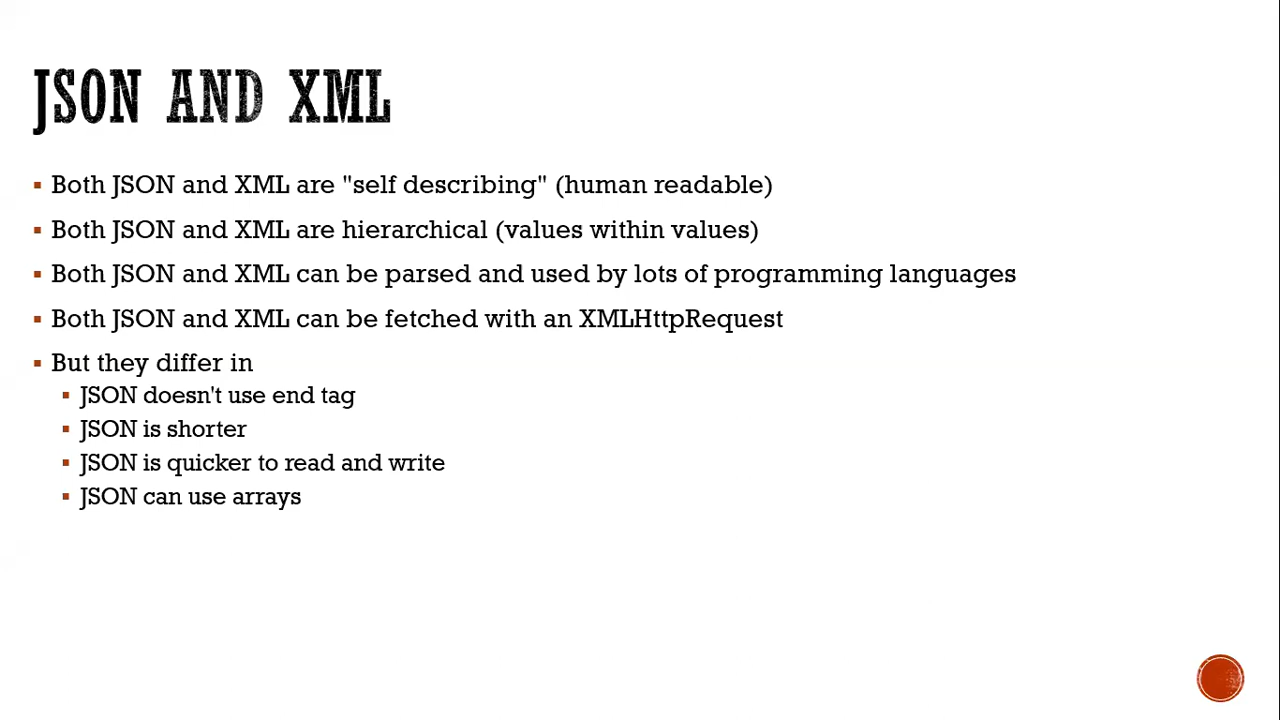 JSON AND XML
▪ Both JSON and XML are "self describing" (human readable)
▪ Both JSON and XML are hierarchical (values within values)
▪ Both JSON and XML can be parsed and used by lots of programming languages
▪ Both JSON and XML can be fetched with an XMLHttpRequest
▪ But they differ in
▪ JSON doesn't use end tag
▪ JSON is shorter
▪ JSON is quicker to read and write
▪ JSON can use arrays